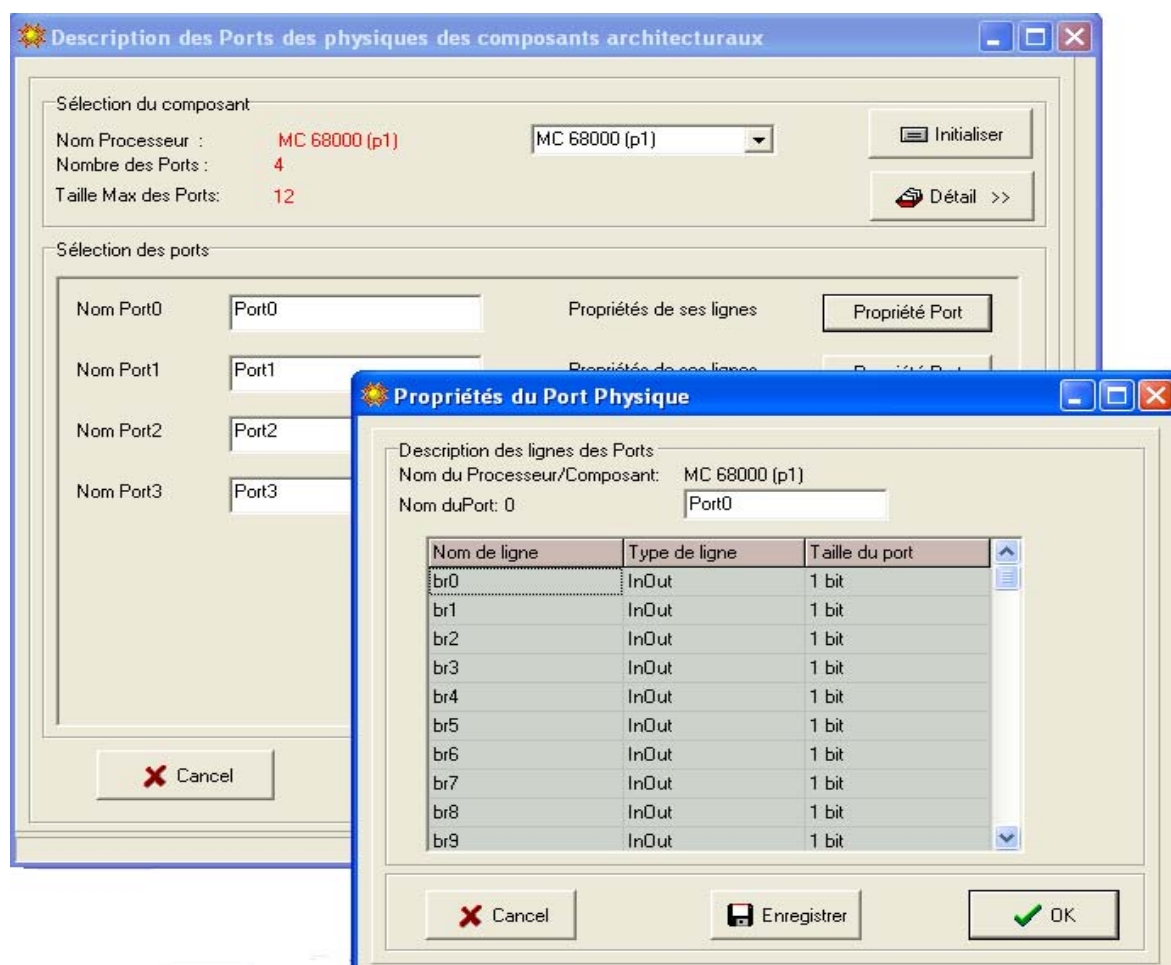 Description des Ports des physiques des composants architecturaux
Sélection du composant
Nom Processeur : MC 68000 (p1) MC 68000 (p1) Initialiser
Nombre des Ports : 4
Taille Max des Ports: 12 Détail >>
Sélection des ports
Nom Port0 Port0 Propriétés de ses lignes Propriété Port
Nom Port1 Port1 Propriétés de ses lignes
Nom Port2 Port2
Nom Port3 Port3
Cancel
Propriétés du Port Physique
Description des lignes des Ports
Nom du Processeur/Composant: MC 68000 (p1)
Nom duPort: 0 Port0
Nom de ligne Type de ligne Taille du port
br0 InOut 1 bit
br1 InOut 1 bit
br2 InOut 1 bit
br3 InOut 1 bit
br4 InOut 1 bit
br5 InOut 1 bit
br6 InOut 1 bit
br7 InOut 1 bit
br8 InOut 1 bit
br9 InOut 1 bit
Cancel Enregistrer OK